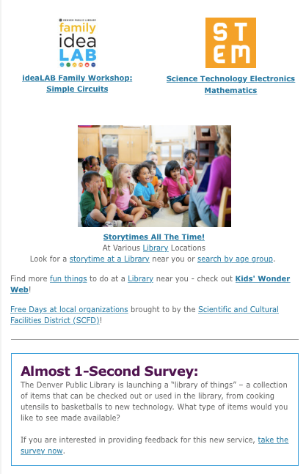 DENVER PUBLIC LIBRARY
family
idea
LAB
ST
EM
ideaLAB Family Workshop:
Simple Circuits
Science Technology Electronics
Mathematics
Storytimes All The Time!
At Various Library Locations
Look for a storytime at a Library near you or search by age group.
Find more fun things to do at a Library near you - check out Kids' Wonder
Web!
Free Days at local organizations brought to by the Scientific and Cultural
Facilities District (SCFD)!
Almost 1-Second Survey:
The Denver Public Library is launching a "library of things" – a collection
of items that can be checked out or used in the library, from cooking
utensils to basketballs to new technology. What type of items would you
like to see made available?
If you are interested in providing feedback for this new service, take the
survey now.